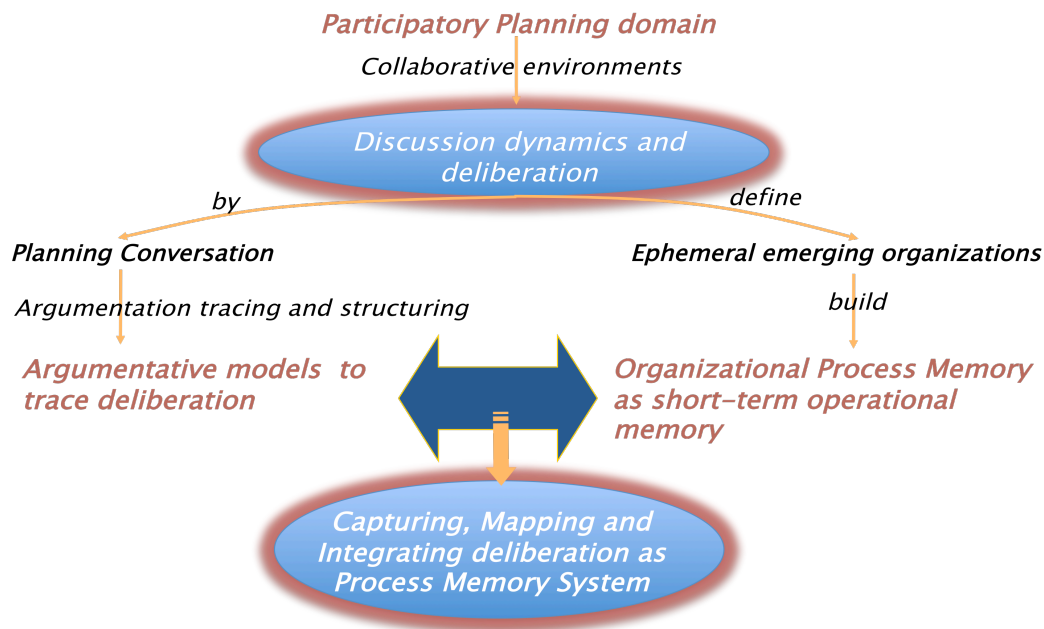 Participatory Planning domain
Collaborative environments
Discussion dynamics and
deliberation
by
define
Planning Conversation
Ephemeral emerging organizations
Argumentation tracing and structuring
build
Argumentative models to
trace deliberation
Organizational Process Memory
as short-term operational
memory
Capturing, Mapping and
Integrating deliberation as
Process Memory System